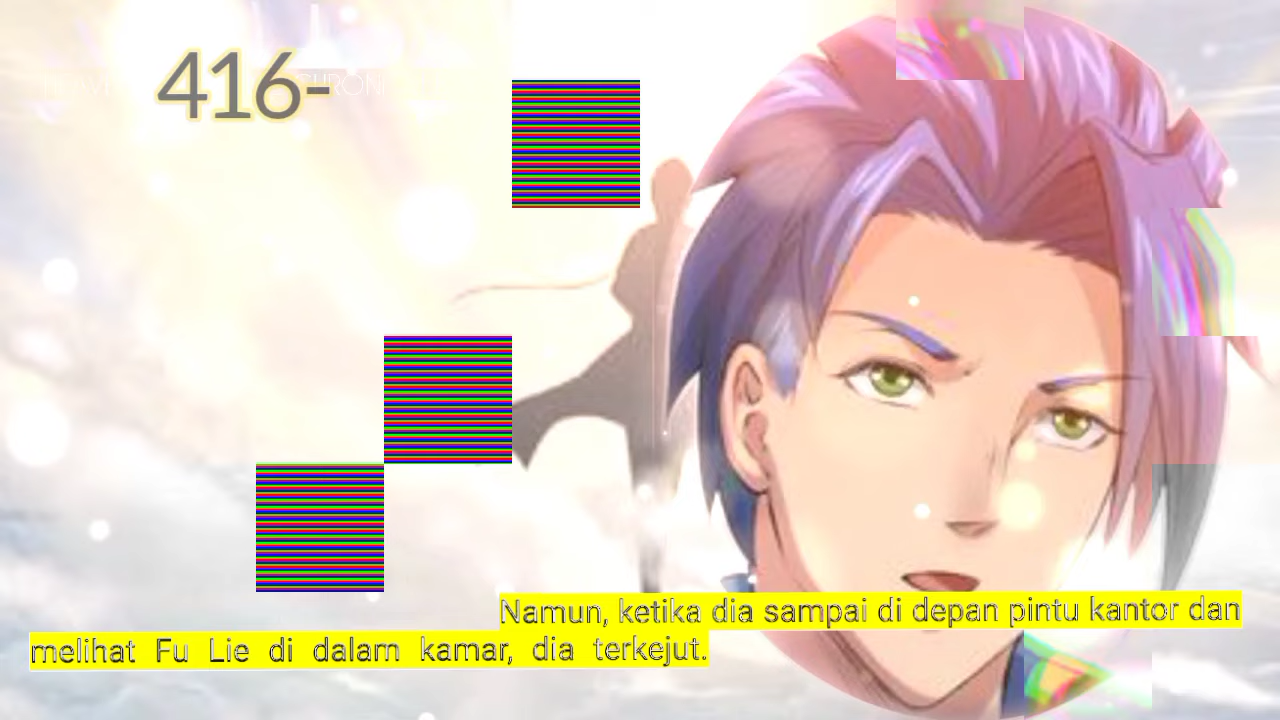 416-
Namun, ketika dia sampai di depan pintu kantor dan
melihat Fu Lie di dalam kamar, dia terkejut.